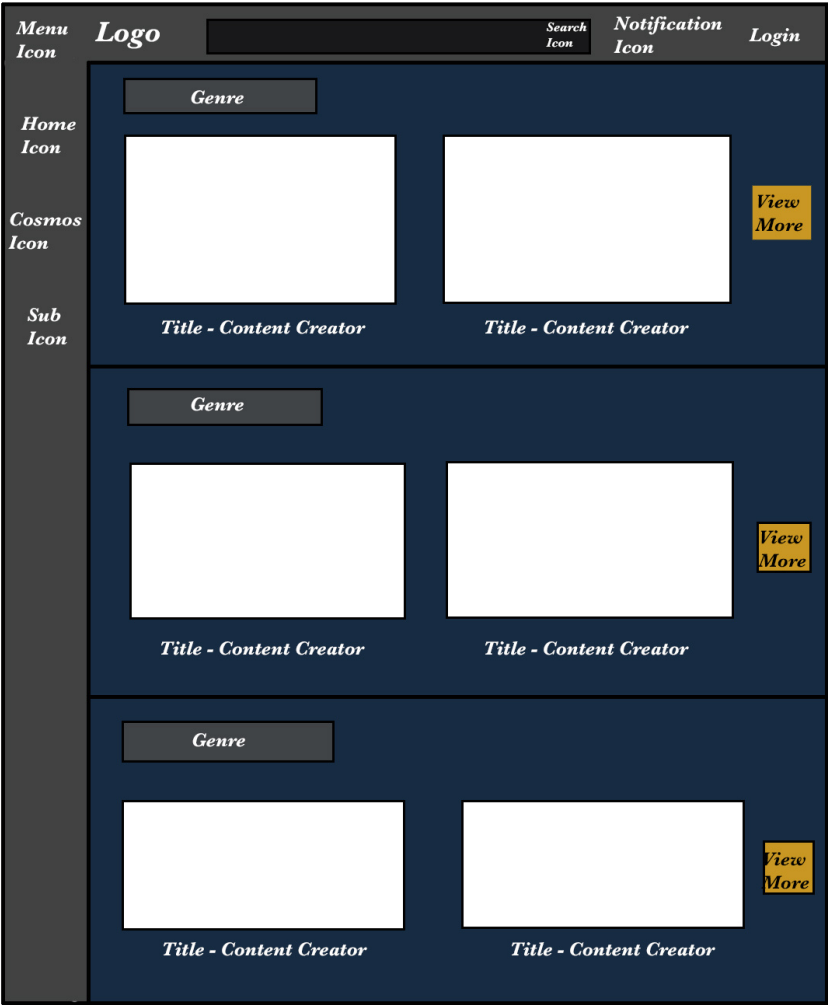 Menu
Icon
Logo
Search
Icon
Notification
Icon
Login
Home
Icon
Cosmos
Icon
Sub
Icon
Genre
View
More
Title - Content Creator
Title - Content Creator
Genre
View
More
Title - Content Creator
Title - Content Creator
Genre
View
More
Title - Content Creator
Title - Content Creator